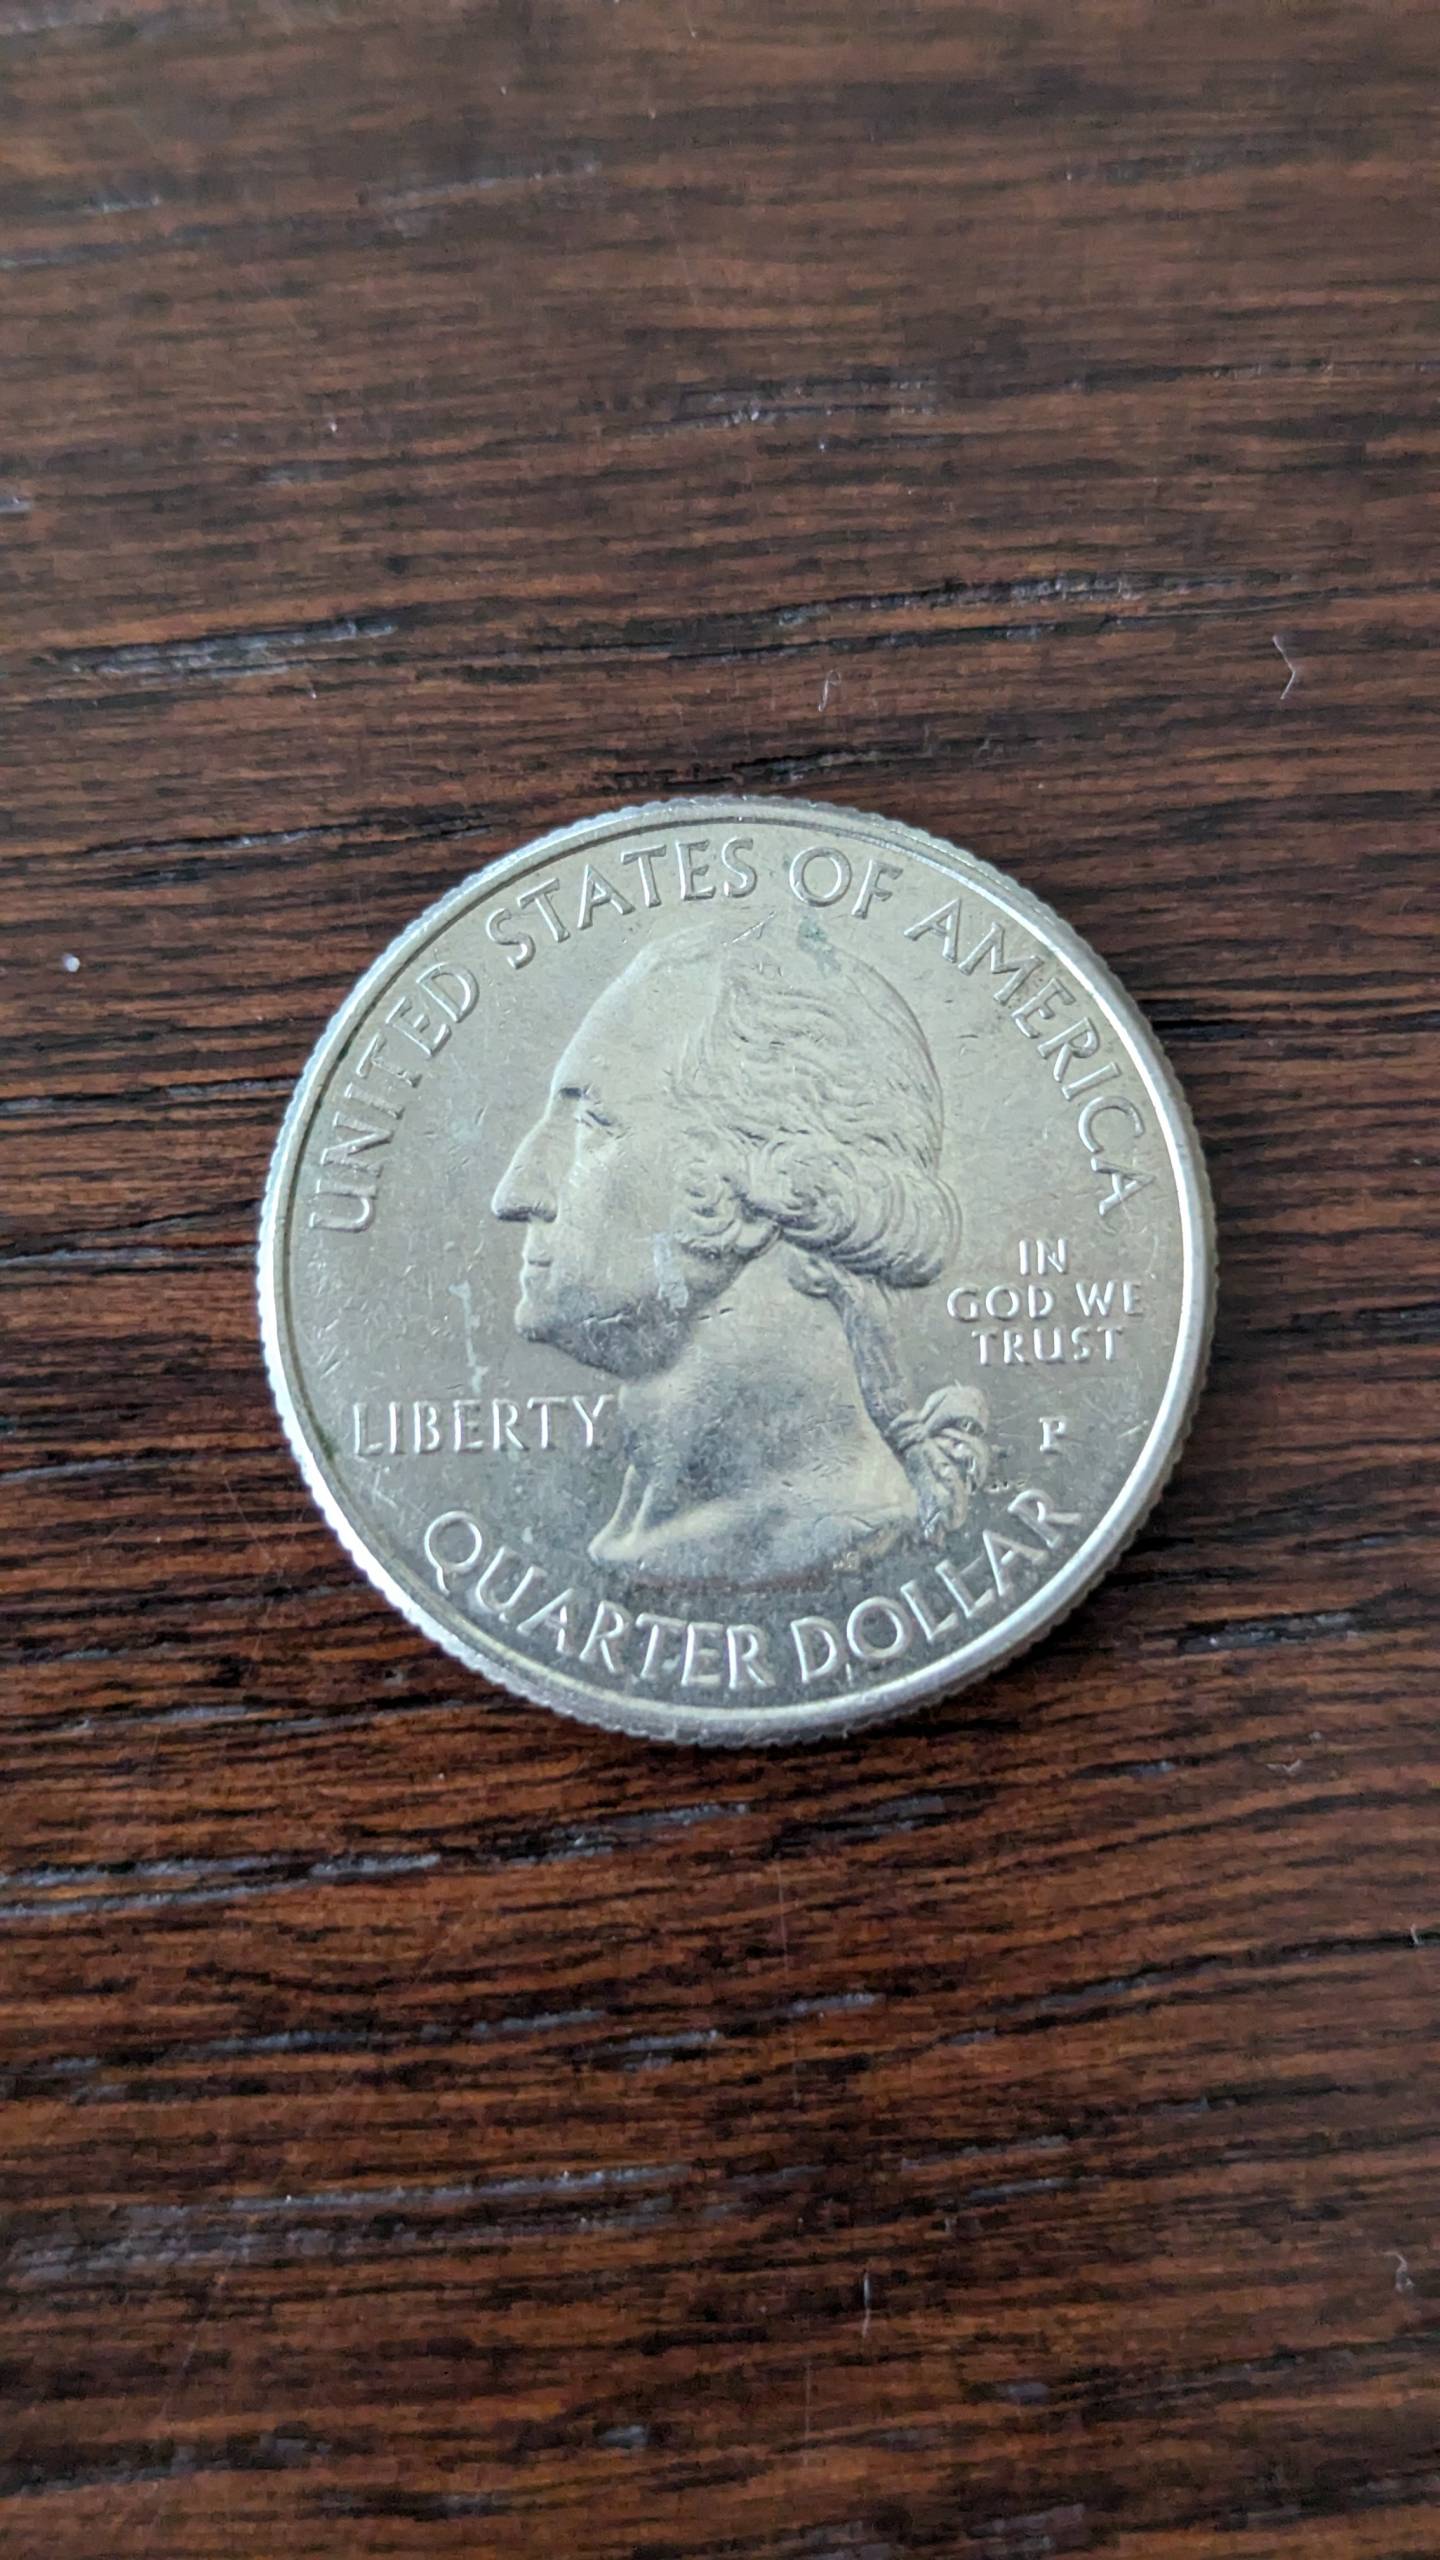 UNITED STATES OF AMERICA
IN
GOD WE
TRUST
LIBERTY
P
QUARTER DOLLAR